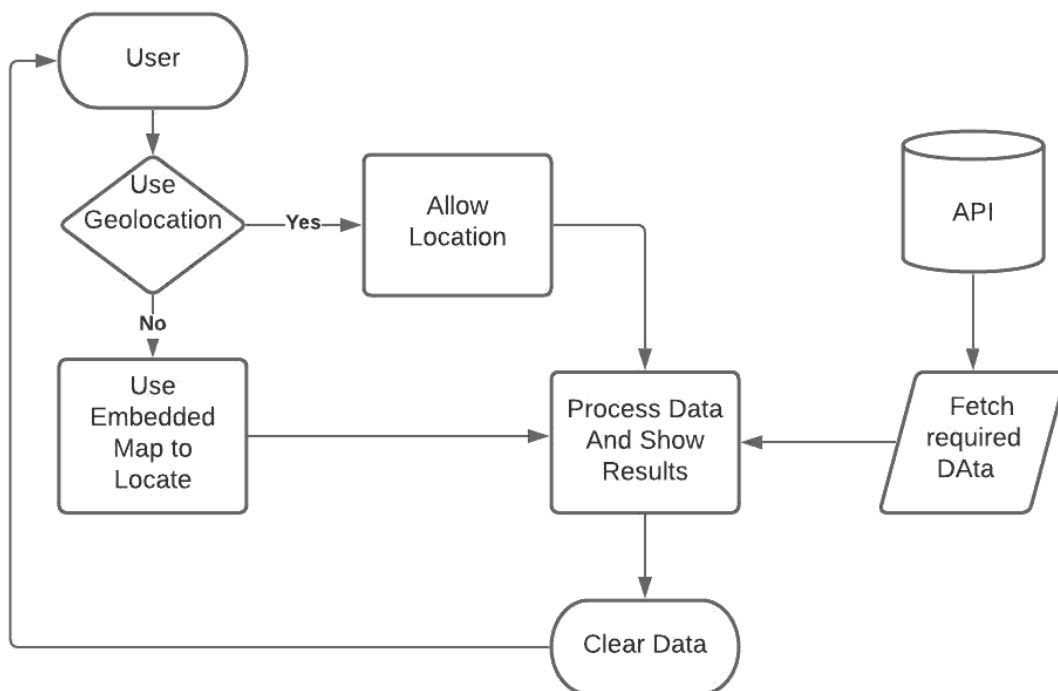 User
Use
Geolocation
Yes
Allow
Location
API
No
Use
Embedded
Map to
Locate
Process Data
And Show
Results
Fetch
required
DAta
Clear Data